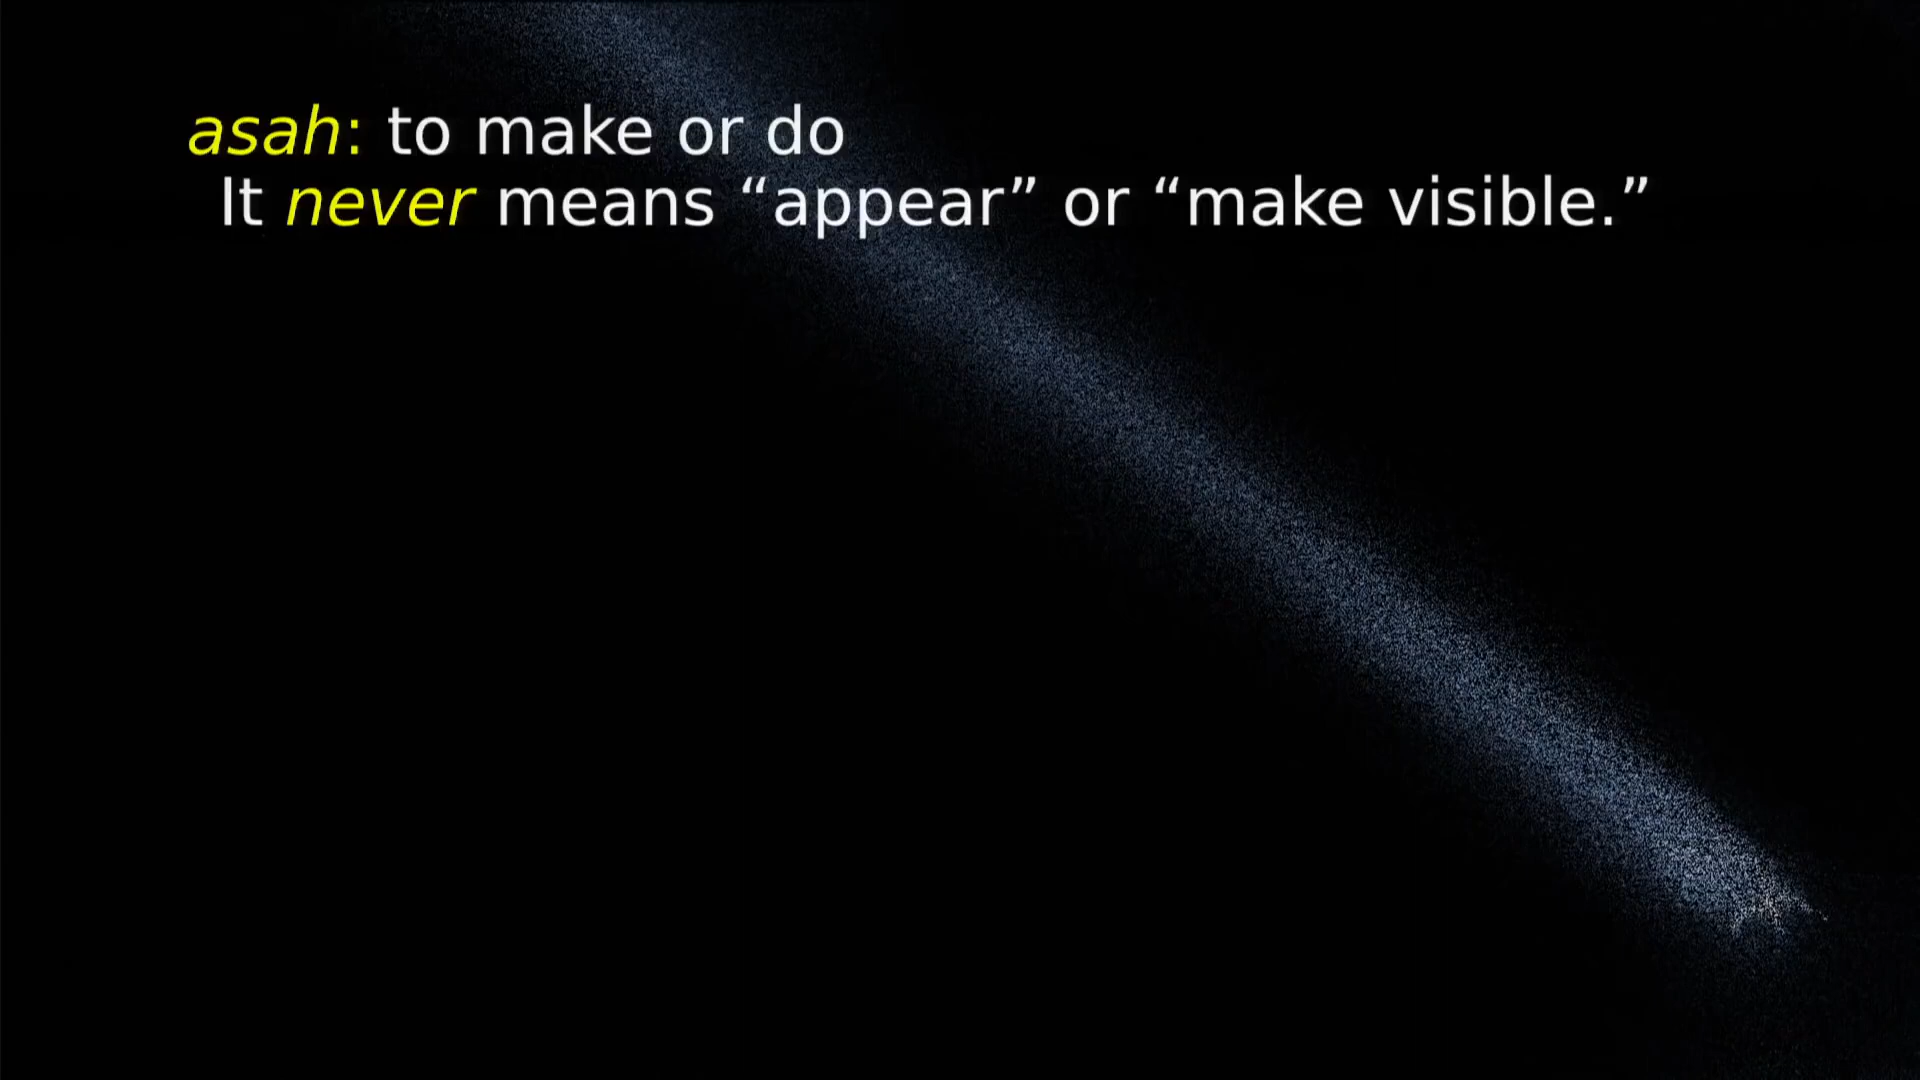 asah: to make or do
It never means “appear” or “make visible.”